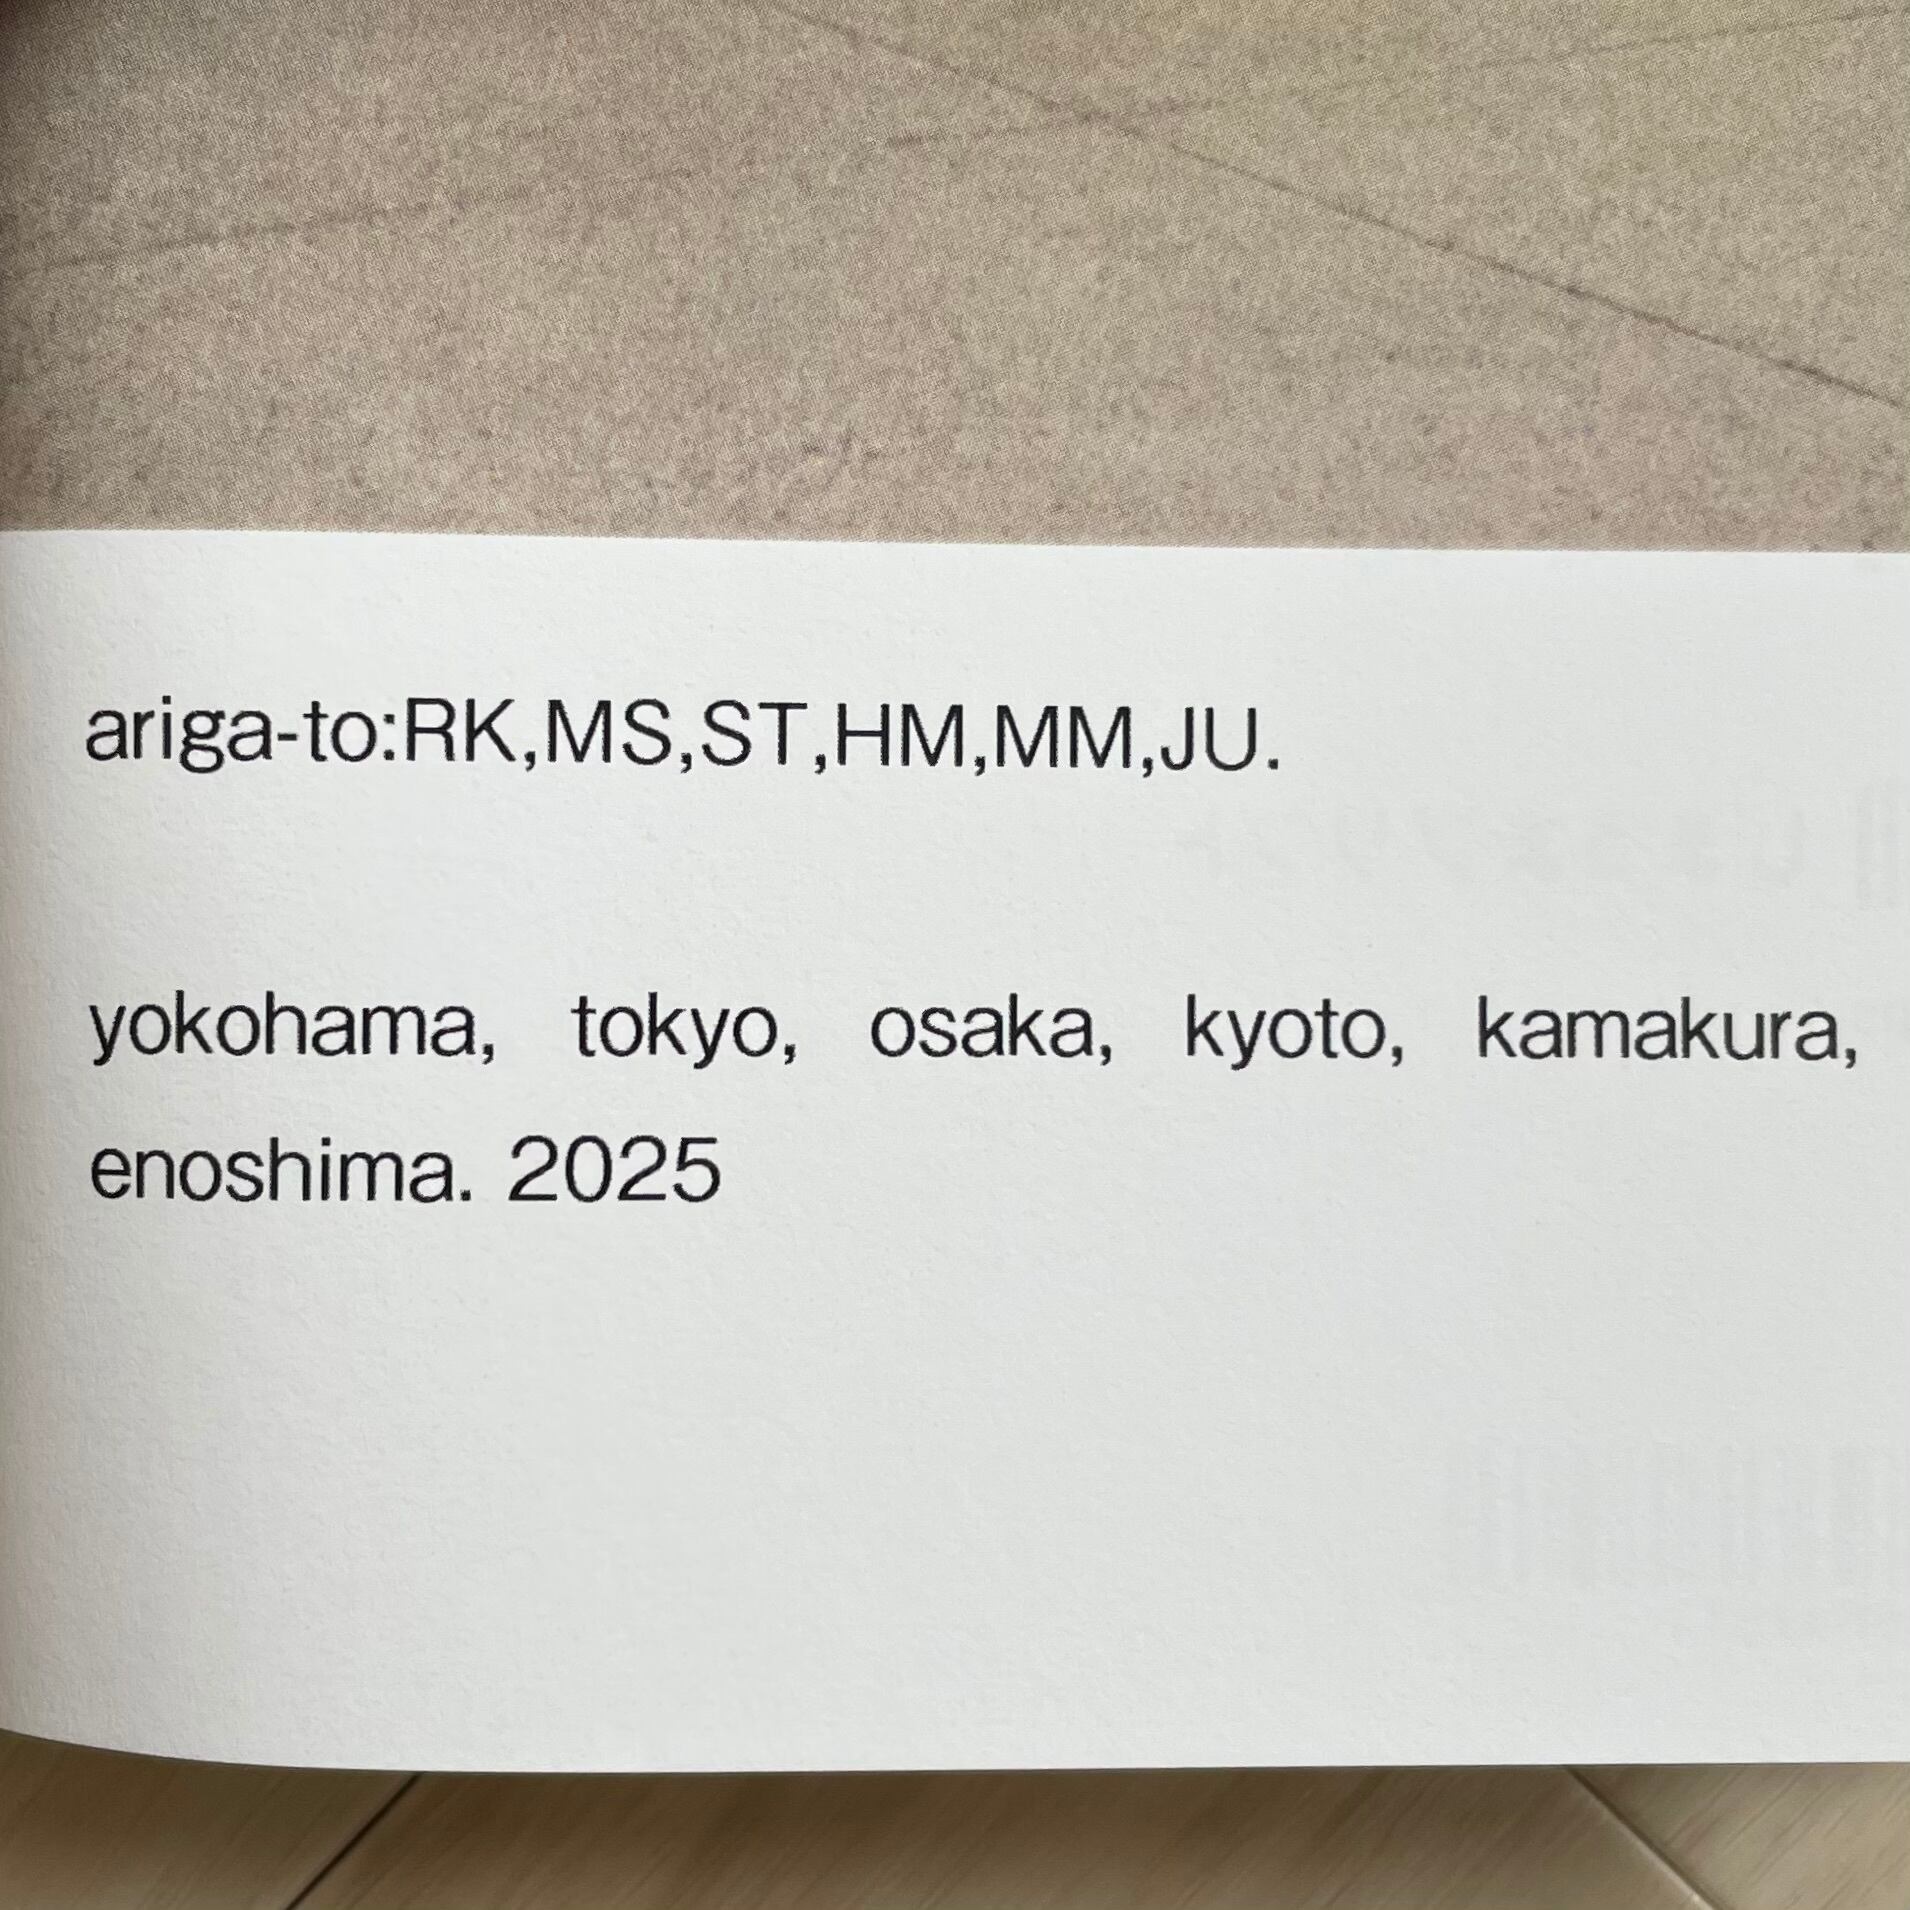 ariga-to:RK,MS,ST,HM,MM,JU.
yokohama, tokyo, osaka, kyoto, kamakura,
enoshima. 2025